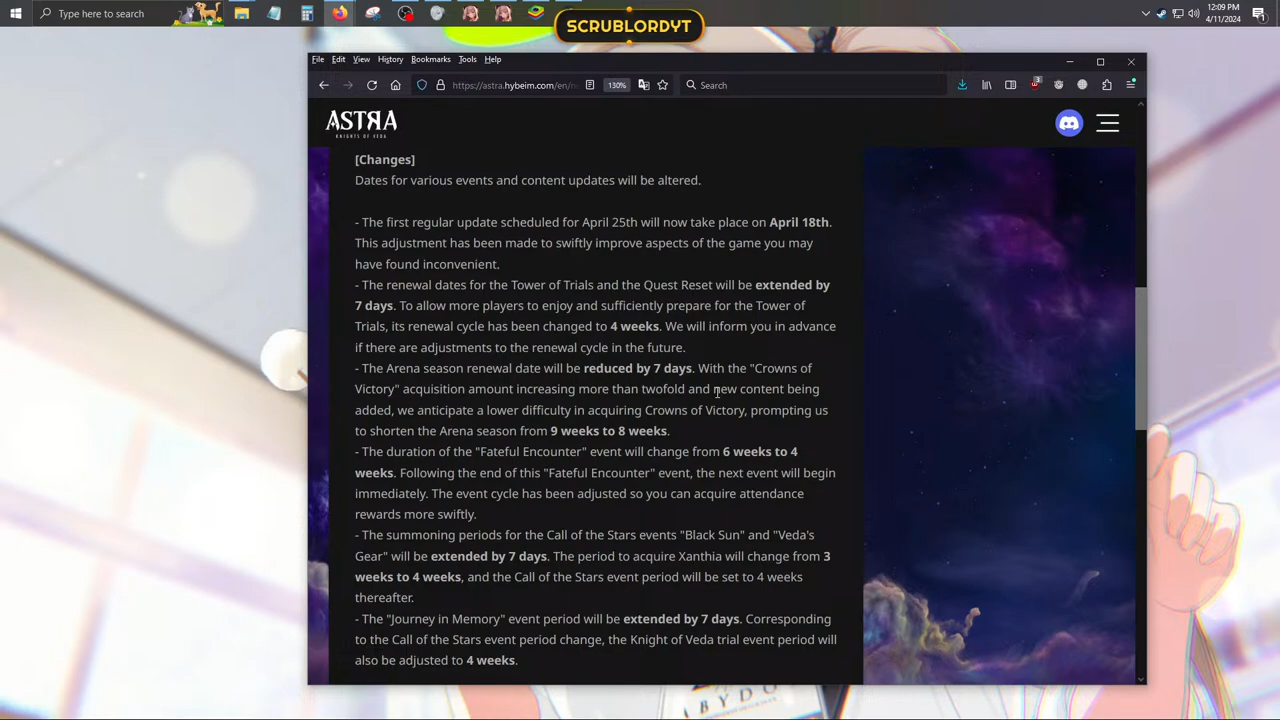 Type here to search
12:09 PM
4/11/2024
SCRUBLORDYT
File Edit View History Bookmarks Tools Help
https://astra.hybeim.com/en/n
130%
Search
3
ASTRA
KNIGHTS OF VEDA
[Changes]
Dates for various events and content updates will be altered.
- The first regular update scheduled for April 25th will now take place on April 18th.
This adjustment has been made to swiftly improve aspects of the game you may
have found inconvenient.
- The renewal dates for the Tower of Trials and the Quest Reset will be extended by
7 days. To allow more players to enjoy and sufficiently prepare for the Tower of
Trials, its renewal cycle has been changed to 4 weeks. We will inform you in advance
if there are adjustments to the renewal cycle in the future.
- The Arena season renewal date will be reduced by 7 days. With the "Crowns of
Victory" acquisition amount increasing more than twofold and new content being
added, we anticipate a lower difficulty in acquiring Crowns of Victory, prompting us
to shorten the Arena season from 9 weeks to 8 weeks.
- The duration of the "Fateful Encounter" event will change from 6 weeks to 4
weeks. Following the end of this "Fateful Encounter" event, the next event will begin
immediately. The event cycle has been adjusted so you can acquire attendance
rewards more swiftly.
- The summoning periods for the Call of the Stars events "Black Sun" and "Veda's
Gear" will be extended by 7 days. The period to acquire Xanthia will change from 3
weeks to 4 weeks, and the Call of the Stars event period will be set to 4 weeks
thereafter.
- The "Journey in Memory" event period will be extended by 7 days. Corresponding
to the Call of the Stars event period change, the Knight of Veda trial event period will
also be adjusted to 4 weeks.